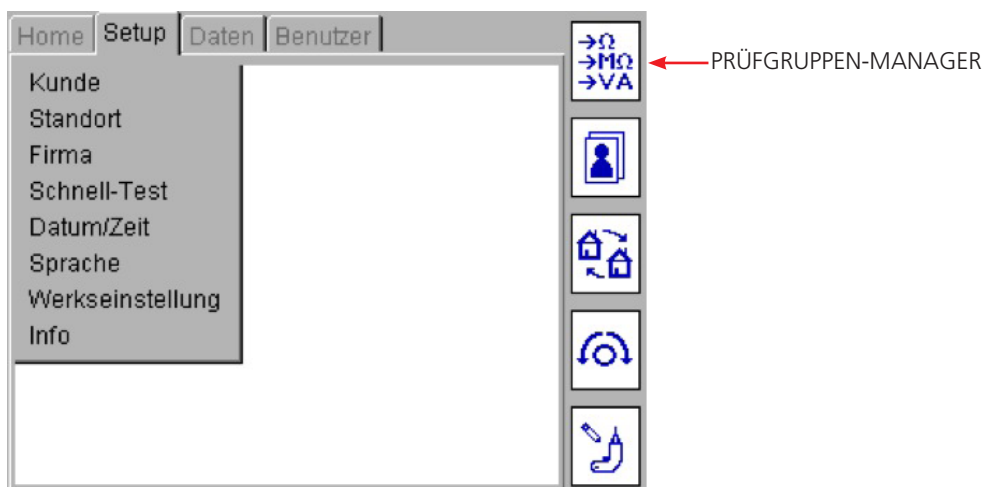 Home Setup Daten Benutzer
Kunde
Standort
Firma
Schnell-Test
Datum/Zeit
Sprache
Werkseinstellung
Info
→Ω
→MΩ
→VA
PRÜFGRUPPEN-MANAGER